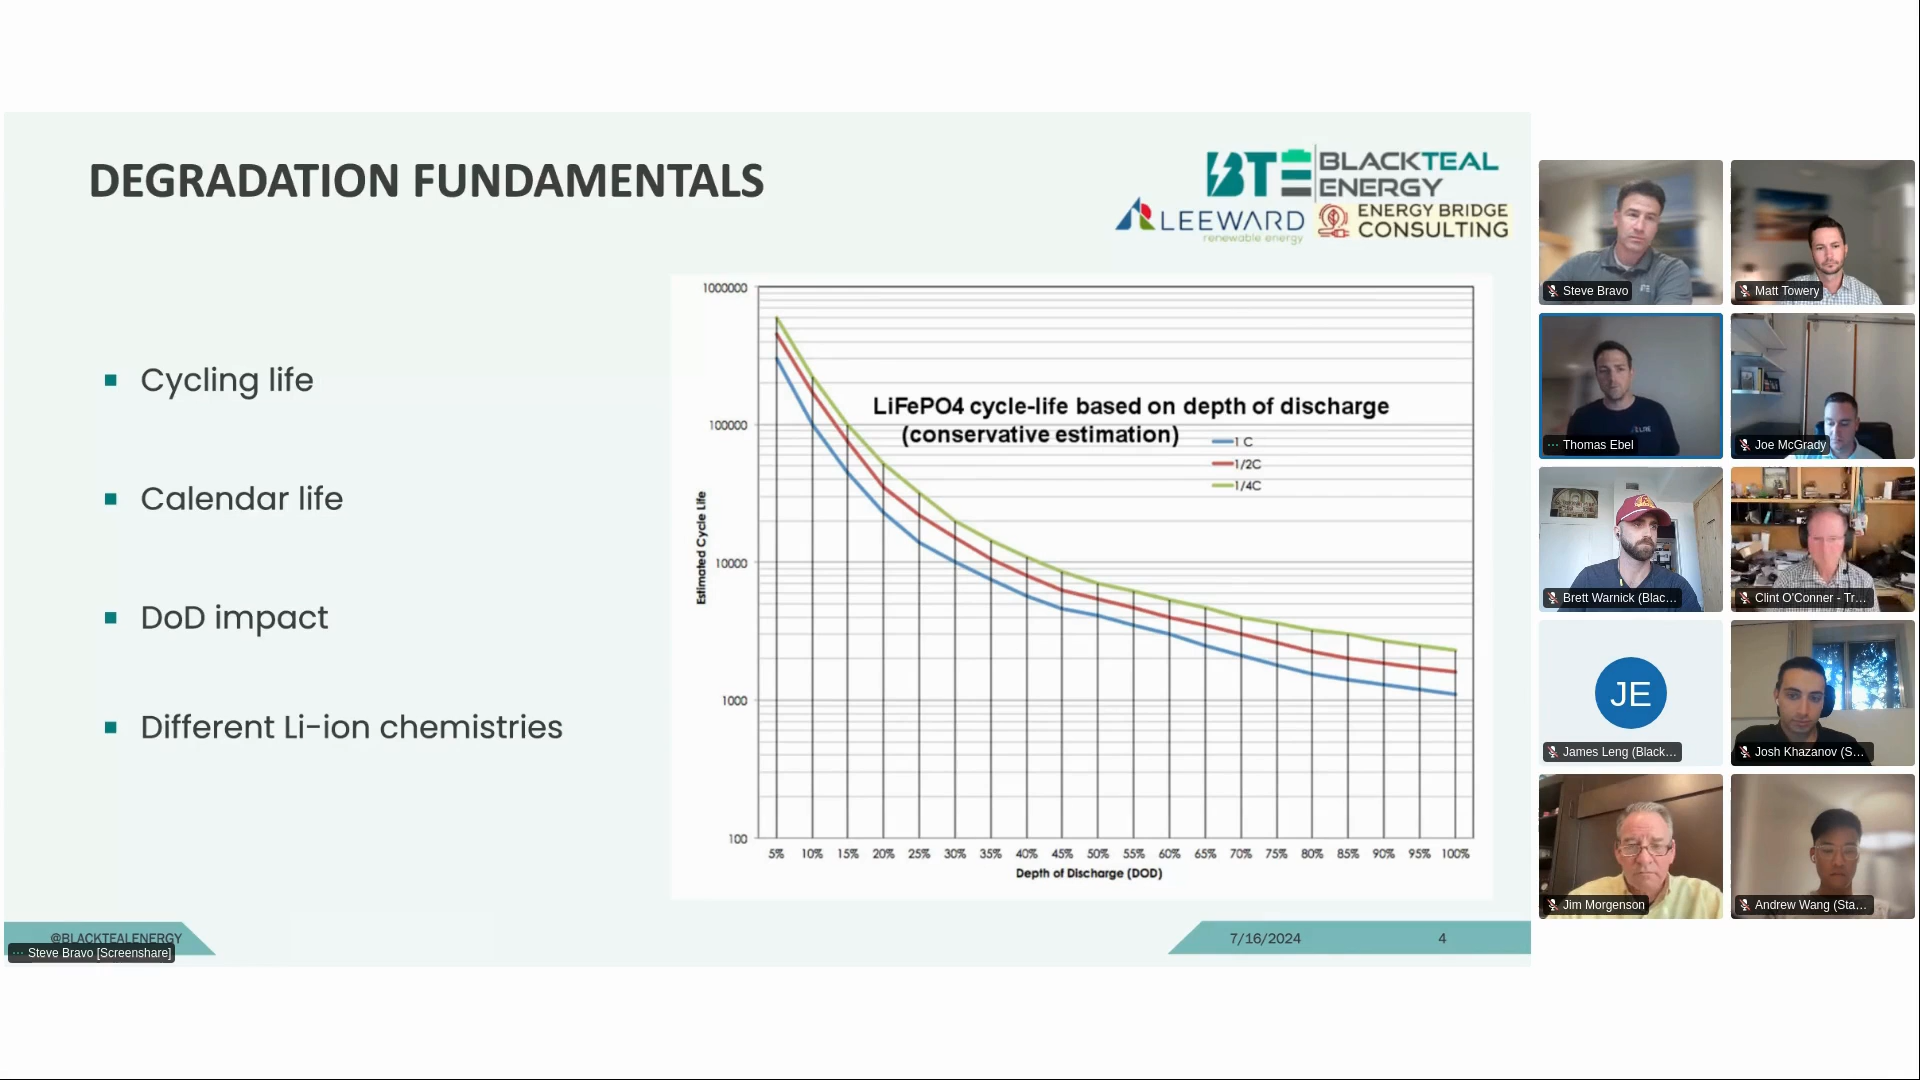 DEGRADATION FUNDAMENTALS
BTE BLACKTEAL
ENERGY
LEEWARD
renewable energy
ENERGY BRIDGE
CONSULTING
Cycling life
Calendar life
DoD impact
Different Li-ion chemistries
LiFePO4 cycle-life based on depth of discharge
(conservative estimation)
1 C
1/2C
1/4C
Estimated Cycle Life
1000000
100000
10000
1000
100
5% 10% 15% 20% 25% 30% 35% 40% 45% 50% 55% 60% 65% 70% 75% 80% 85% 90% 95% 100%
Depth of Discharge (DOD)
@BLACKTEALENERGY
7/16/2024
4
Steve Bravo [Screenshare]
Steve Bravo
Matt Towery
Thomas Ebel
Joe McGrady
Brett Warnick (Blac...
Clint O'Conner - Tr...
JE
James Leng (Black...
Josh Khazanov (S...
Jim Morgenson
Andrew Wang (Sta...